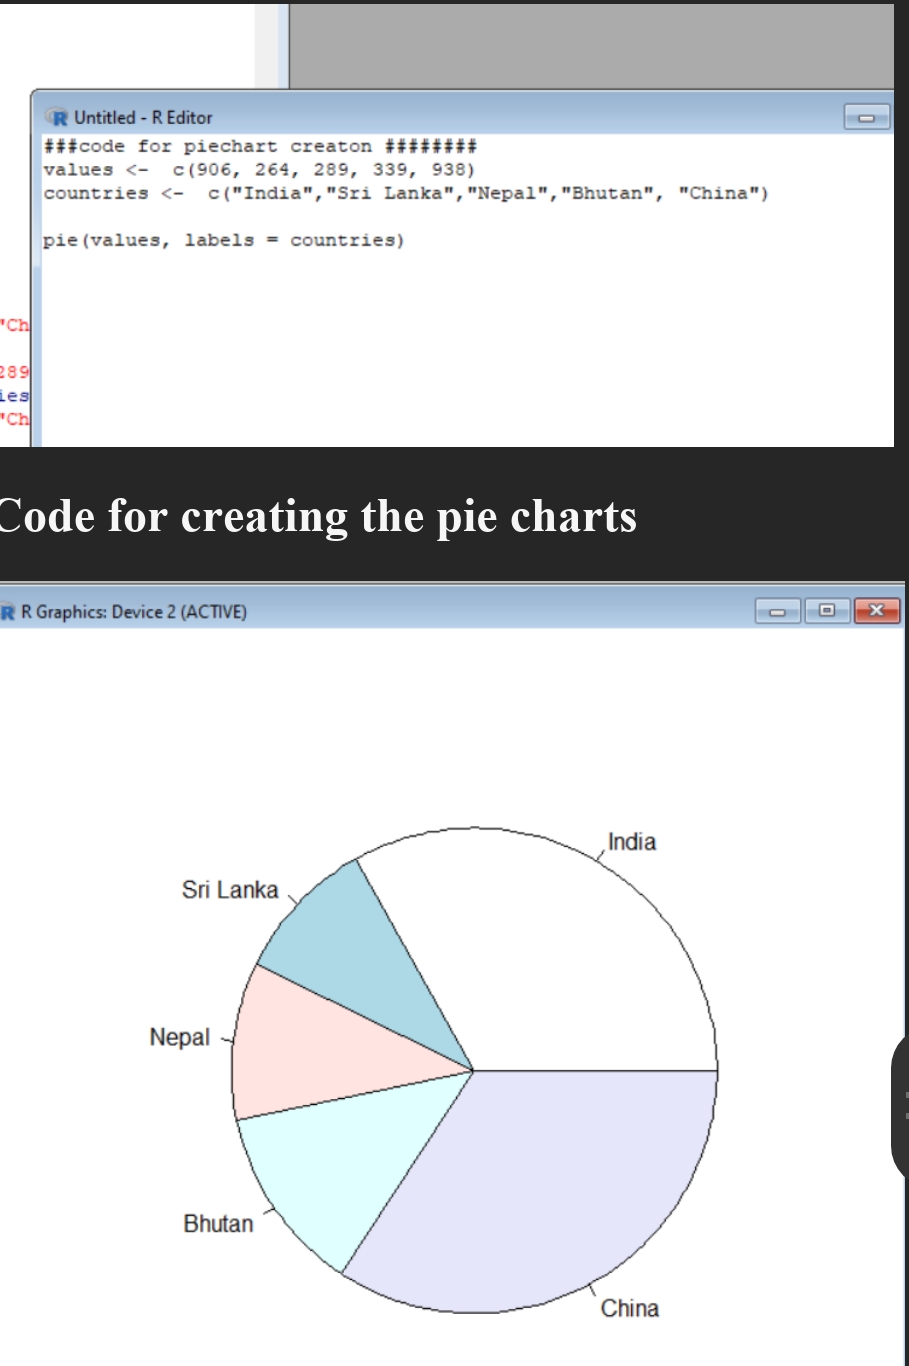 Untitled - R Editor
###code for piechart creaton ########
values <-  c(906, 264, 289, 339, 938)
countries <-  c("India","Sri Lanka","Nepal","Bhutan", "China")
pie(values, labels = countries)
"Ch
289
ies
"Ch
Code for creating the pie charts
R Graphics: Device 2 (ACTIVE)
India
Sri Lanka
Nepal
Bhutan
China